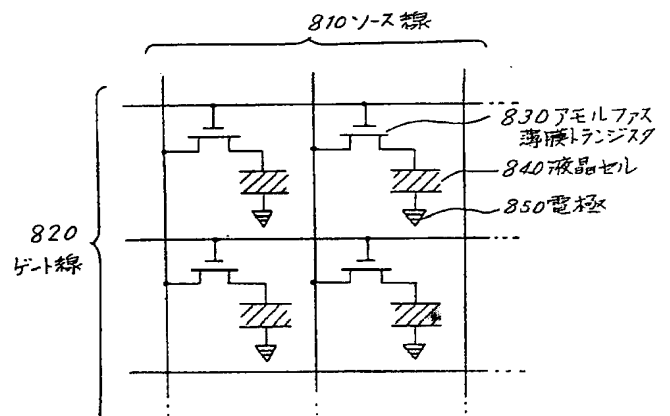 810ソース線
830アモルファス
薄膜トランジスタ
840液晶セル
850電極
820
ゲート線